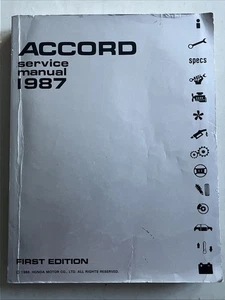 ACCORD
service
manual
1987
specs
FIRST EDITION
HONDA MOTOR CO., LTD. ALL RIGHTS RESERVED.